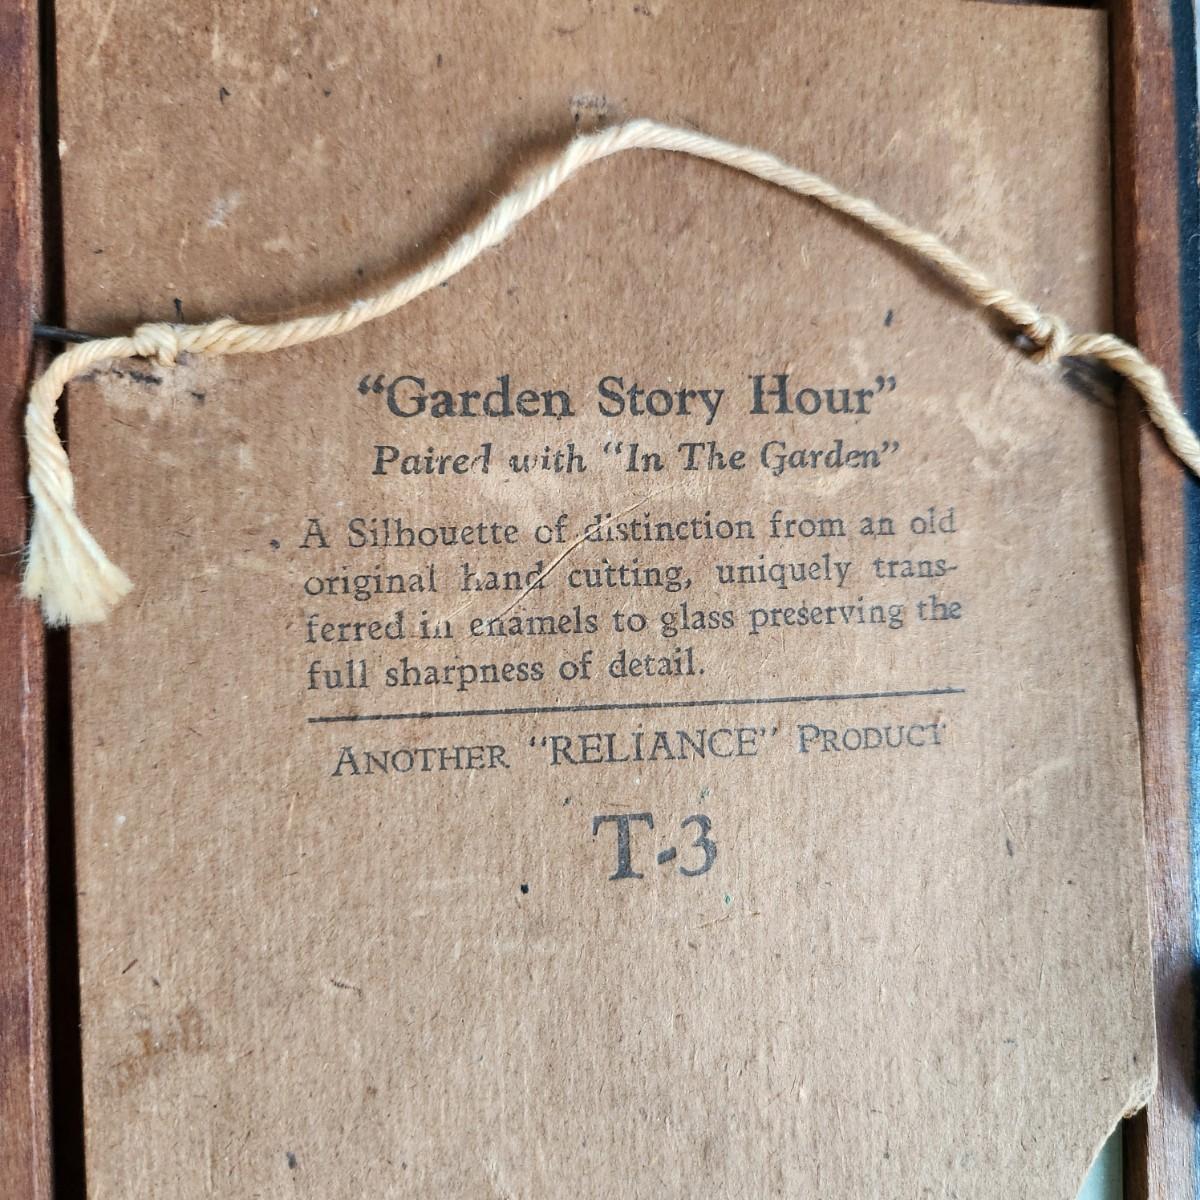 “Garden Story Hour”
Paired with “In The Garden”
A Silhouette of distinction from an old
original hand cutting, uniquely trans-
ferred in enamels to glass preserving the
full sharpness of detail.
ANOTHER “RELIANCE” PRODUCT
T-3